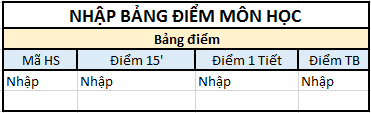 NHẬP BẢNG ĐIỂM MÔN HỌC
Bảng điểm
Mã HS Điểm 15' Điểm 1 Tiết Điểm TB
Nhập Nhập Nhập Nhập